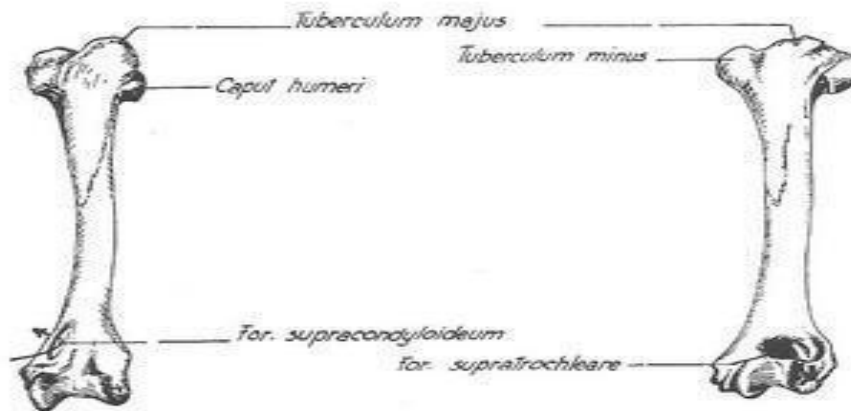 Tuberculum majus
Tuberculum minus
Caput humeri
For. supracondyloideum
For. supraTrochleare